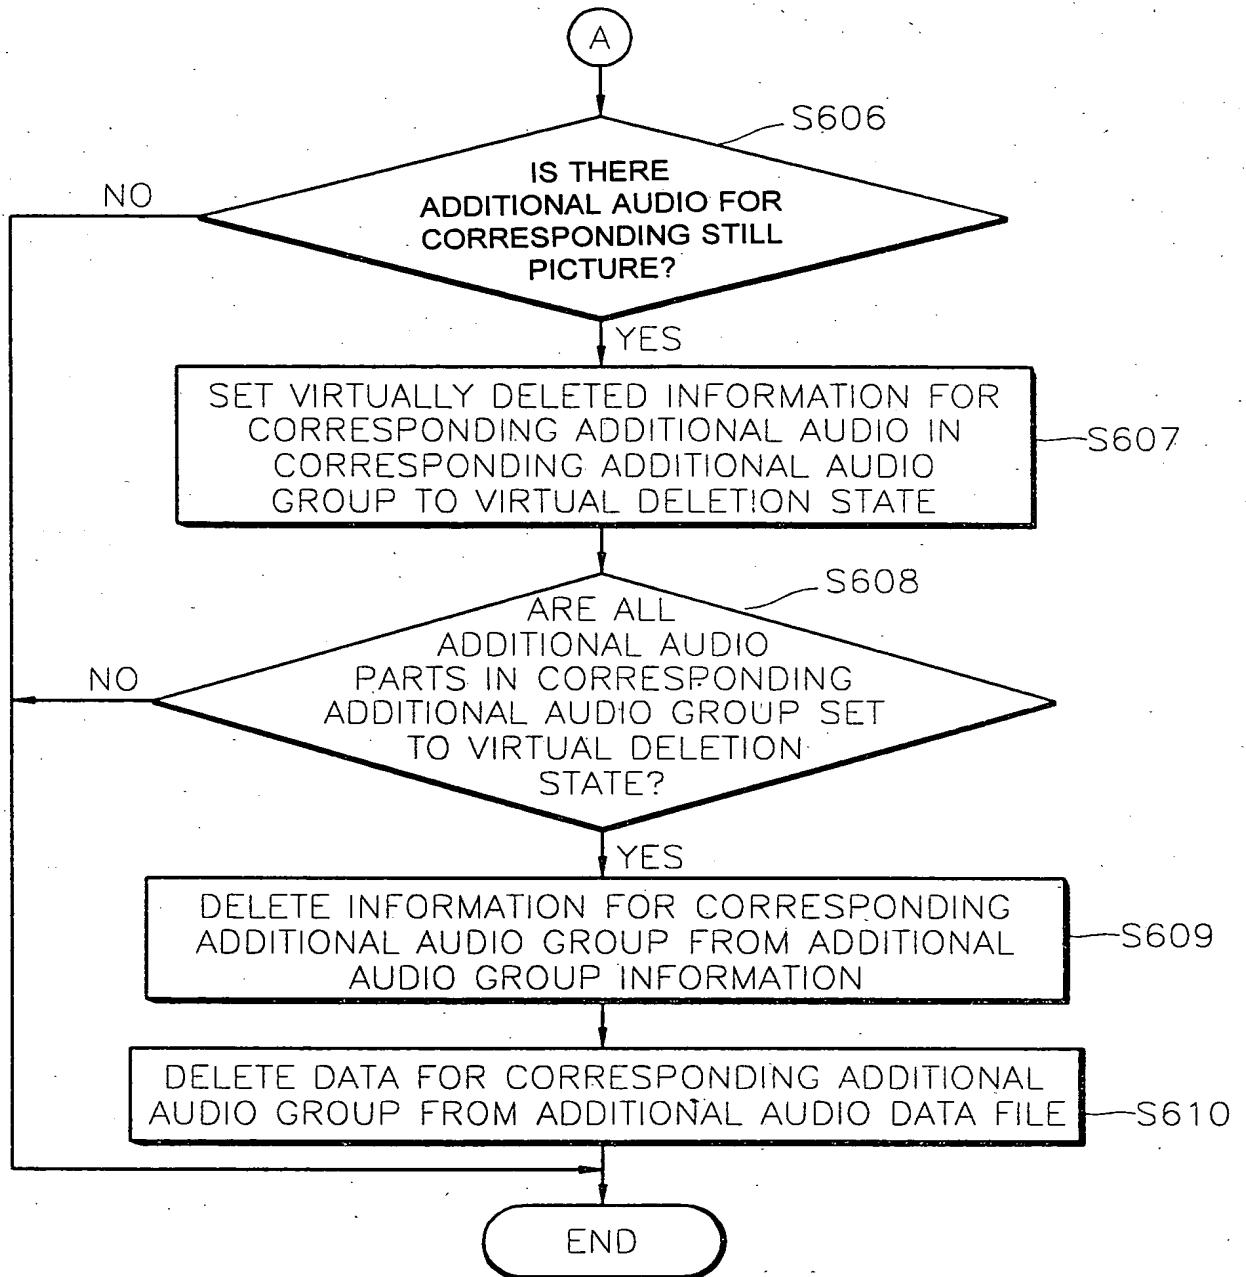 A
S606
IS THERE
ADDITIONAL AUDIO FOR
CORRESPONDING STILL
PICTURE?
NO
YES
SET VIRTUALLY DELETED INFORMATION FOR
CORRESPONDING ADDITIONAL AUDIO IN
CORRESPONDING ADDITIONAL AUDIO
GROUP TO VIRTUAL DELETION STATE
S607
S608
ARE ALL
ADDITIONAL AUDIO
PARTS IN CORRESPONDING
ADDITIONAL AUDIO GROUP SET
TO VIRTUAL DELETION
STATE?
NO
YES
DELETE INFORMATION FOR CORRESPONDING
ADDITIONAL AUDIO GROUP FROM ADDITIONAL
AUDIO GROUP INFORMATION
S609
DELETE DATA FOR CORRESPONDING ADDITIONAL
AUDIO GROUP FROM ADDITIONAL AUDIO DATA FILE
S610
END